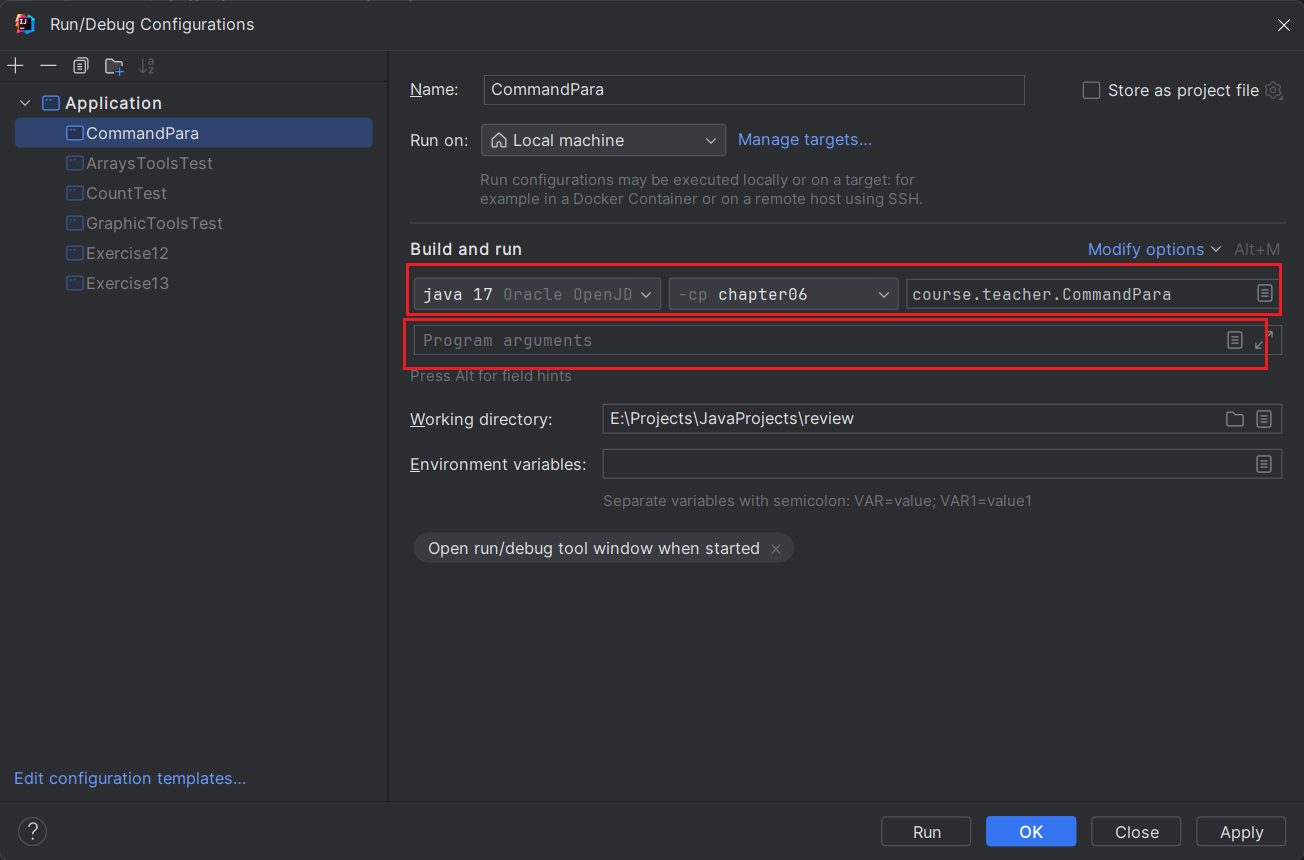 Run/Debug Configurations
Application
CommandPara
ArraysToolsTest
CountTest
GraphicToolsTest
Exercise12
Exercise13
Edit configuration templates...
Name: CommandPara Store as project file
Run on: Local machine Manage targets...
Run configurations may be executed locally or on a target: for
example in a Docker Container or on a remote host using SSH.
Build and run Modify options Alt+M
java 17 Oracle OpenJD -cp chapter06 course.teacher.CommandPara
Program arguments
Press Alt for field hints
Working directory: E:\Projects\JavaProjects\review
Environment variables:
Separate variables with semicolon: VAR=value; VAR1=value1
Open run/debug tool window when started ×
? Run OK Close Apply